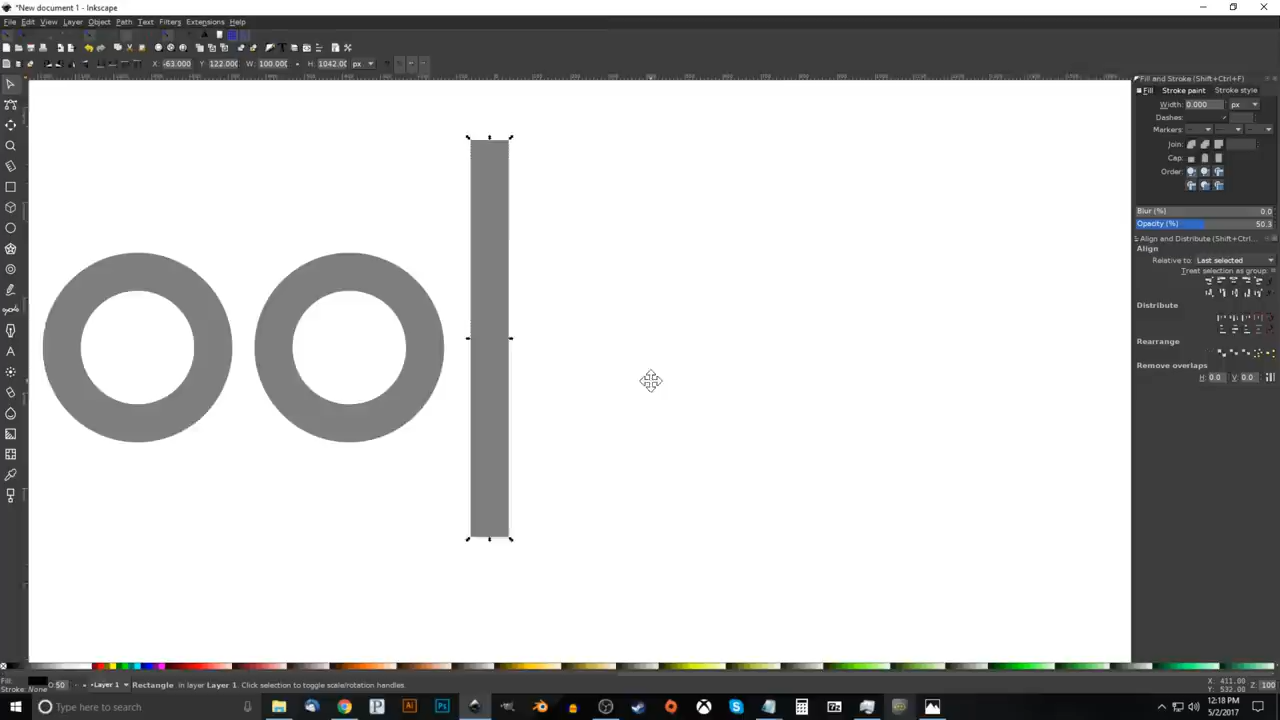 *New document 1 - Inkscape
File Edit View Layer Object Path Text Filters Extensions Help
X: -63.000 Y: 122.000 W: 100.000 H: 1042.00 px
Fill and Stroke (Shift+Ctrl+F)
Fill Stroke paint Stroke style
Width: 0.000 px
Dashes:
Markers:
Join:
Cap:
Order:
Blur (%) 0.0
Opacity (%) 50.3
Align and Distribute (Shift+Ctrl...
Align
Relative to: Last selected
Treat selection as group:
Distribute
Rearrange
Remove overlaps
H: 0.0 V: 0.0
Fill:
Stroke: None
O: 50
Layer 1
Rectangle in layer Layer 1. Click selection to toggle scale/rotation handles.
X: 411.00
Y: 532.00
Z: 100
Type here to search
12:18 PM
5/2/2017